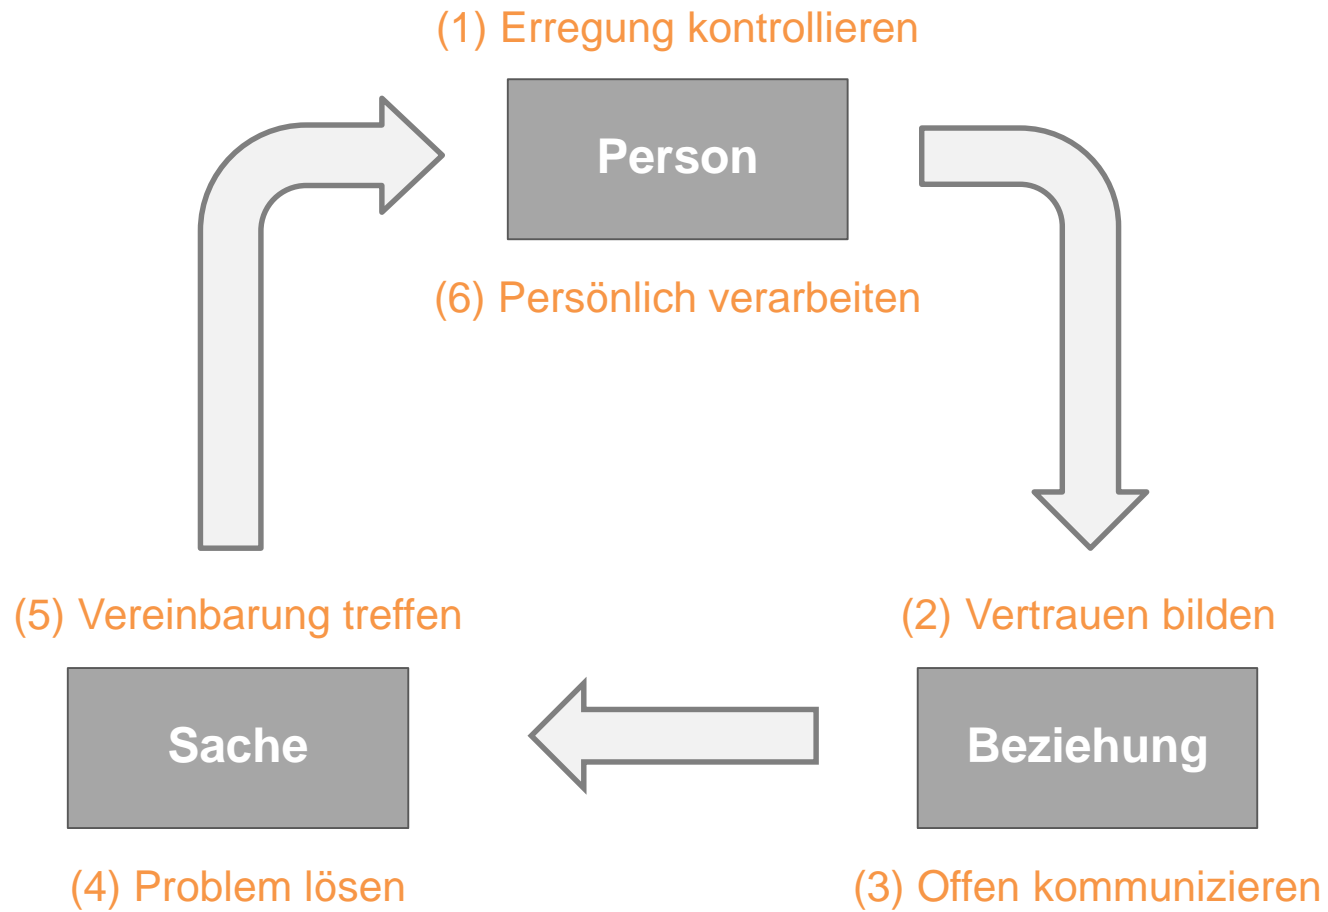 (1) Erregung kontrollieren
Person
(6) Persönlich verarbeiten
(5) Vereinbarung treffen
(2) Vertrauen bilden
Sache
Beziehung
(4) Problem lösen
(3) Offen kommunizieren